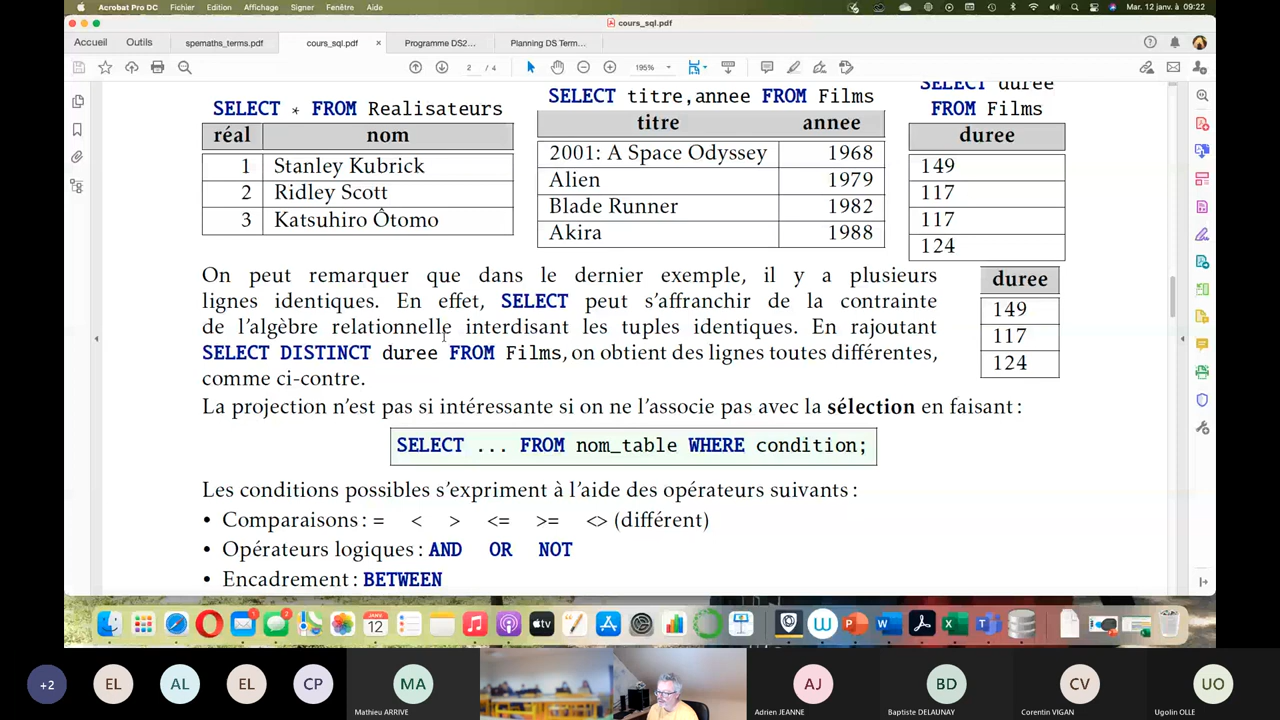 Acrobat Pro DC Fichier Edition Affichage Signer Fenêtre Aide
Mar. 12 janv. à 09:22
cours_sql.pdf
Accueil Outils spemaths_terms.pdf cours_sql.pdf × Programme DS2... Planning DS Term...
2 / 4 195%
SELECT * FROM Realisateurs
réal nom
1 Stanley Kubrick
2 Ridley Scott
3 Katsuhiro Ôtomo
SELECT titre,annee FROM Films
titre annee
2001: A Space Odyssey 1968
Alien 1979
Blade Runner 1982
Akira 1988
SELECT duree
FROM Films
duree
149
117
117
124
On peut remarquer que dans le dernier exemple, il y a plusieurs
lignes identiques. En effet, SELECT peut s'affranchir de la contrainte
de l'algèbre relationnelle interdisant les tuples identiques. En rajoutant
SELECT DISTINCT duree FROM Films, on obtient des lignes toutes différentes,
comme ci-contre.
duree
149
117
124
La projection n'est pas si intéressante si on ne l'associe pas avec la sélection en faisant :
SELECT ... FROM nom_table WHERE condition;
Les conditions possibles s'expriment à l'aide des opérateurs suivants :
• Comparaisons : = < > <= >= <> (différent)
• Opérateurs logiques : AND OR NOT
• Encadrement : BETWEEN
JANV.
12
tv
+2 EL AL EL CP MA AJ BD CV UO
Mathieu ARRIVE Adrien JEANNE Baptiste DELAUNAY Corentin VIGAN Ugolin OLLE